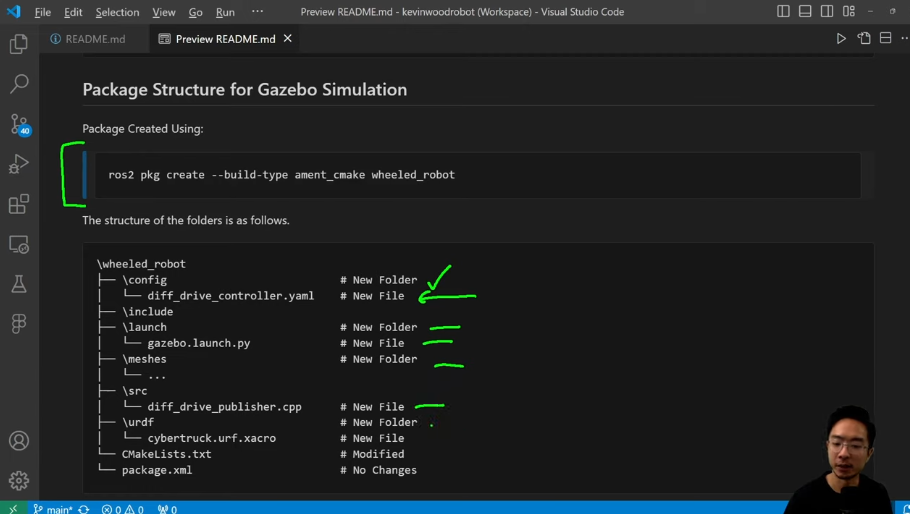 File Edit Selection View Go Run ··· Preview README.md - kevinwoodrobot (Workspace) - Visual Studio Code
README.md Preview README.md
Package Structure for Gazebo Simulation
Package Created Using:
ros2 pkg create --build-type ament_cmake wheeled_robot
The structure of the folders is as follows.
\wheeled_robot
├── \config # New Folder
│ └── diff_drive_controller.yaml # New File
├── \include
├── \launch # New Folder
│ └── gazebo.launch.py # New File
├── \meshes # New Folder
│ └── ...
├── \src
│ └── diff_drive_publisher.cpp # New File
├── \urdf # New Folder
│ └── cybertruck.urf.xacro # New File
└── CMakeLists.txt # Modified
└── package.xml # No Changes
40
main* 0 0 0